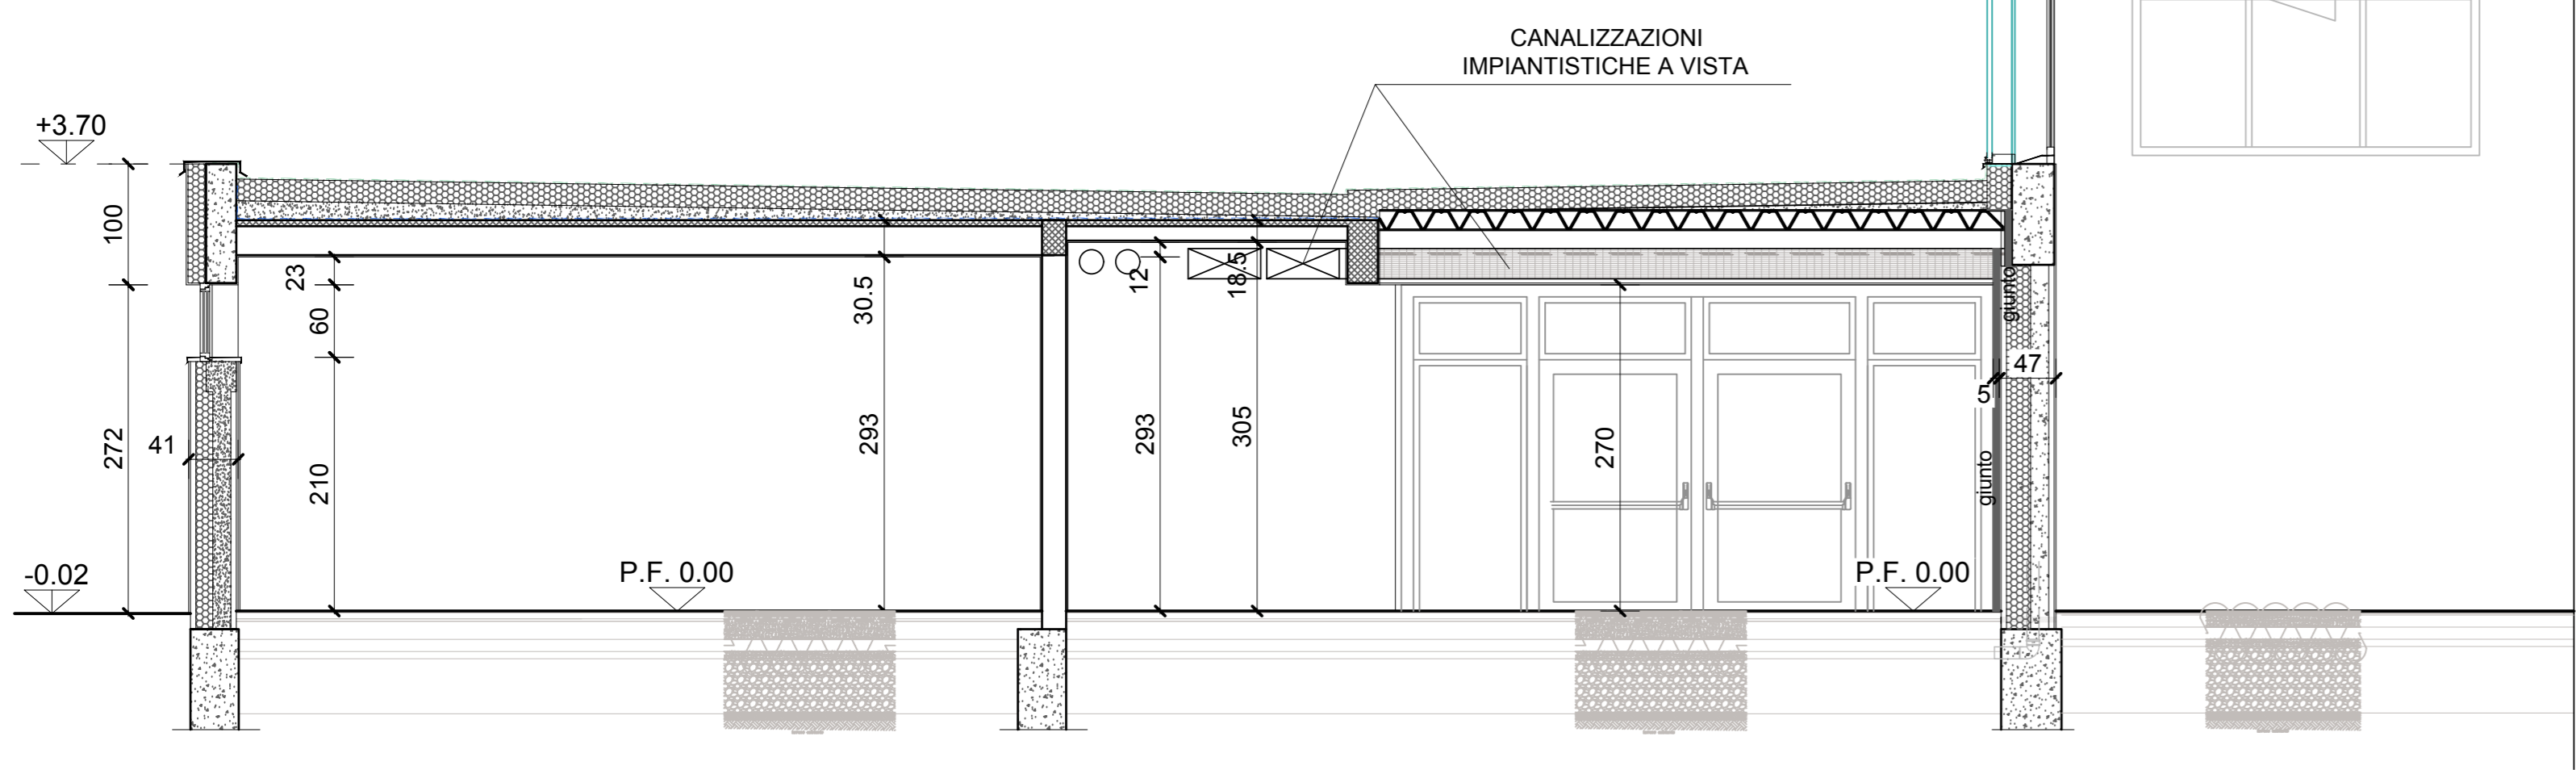 CANALIZZAZIONI
IMPIANTISTICHE A VISTA
+3.70
100
23
60
30.5
12
18.5
giunto
47
5
272
41
210
293
293
305
270
giunto
-0.02
P.F. 0.00
P.F. 0.00